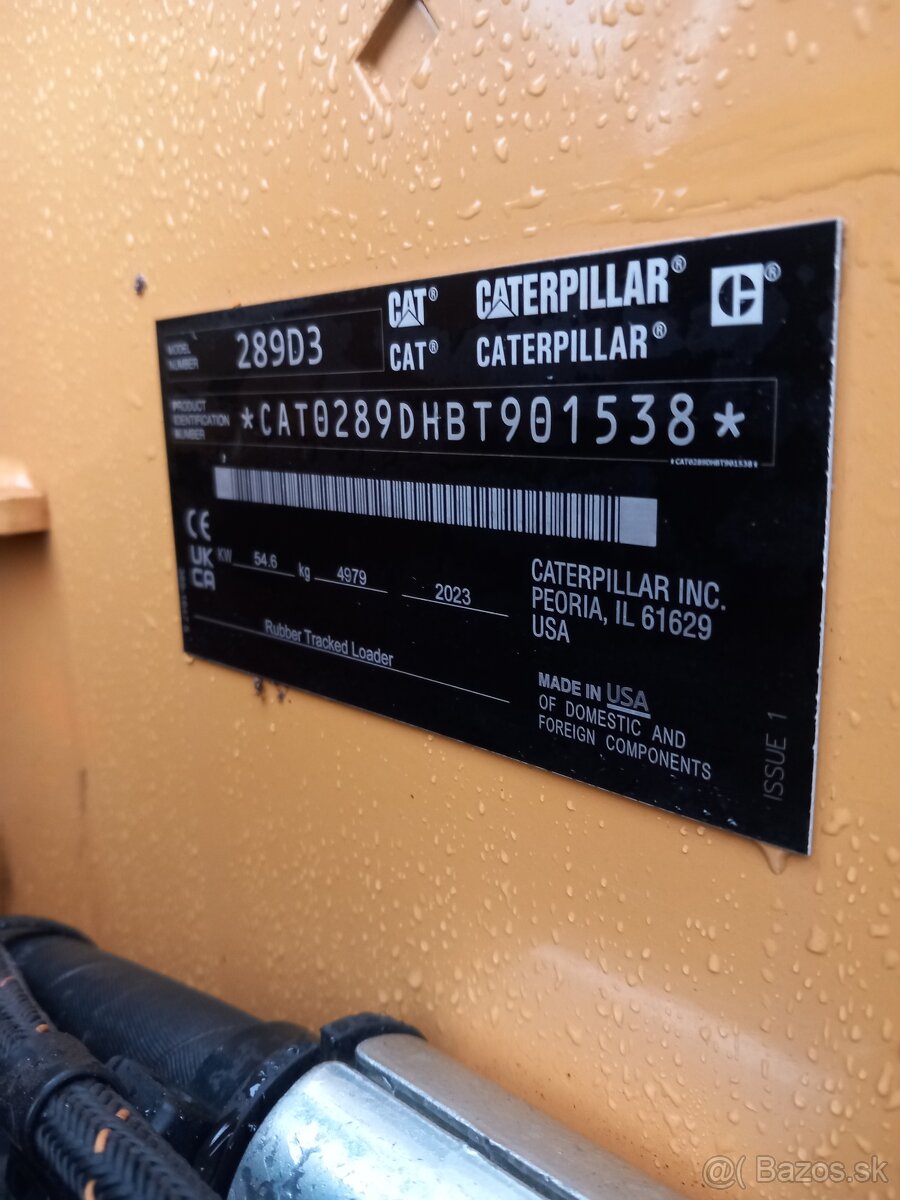 CAT® CATERPILLAR® ®
MODEL NUMBER 289D3
CAT® CATERPILLAR®
PRODUCT IDENTIFICATION NUMBER *CAT0289DHBT901538*
*CAT0289DHBT901538*
CE
UK
CA
KW 54.6 kg 4979 2023
Rubber Tracked Loader
CATERPILLAR INC.
PEORIA, IL 61629
USA
MADE IN USA
OF DOMESTIC AND
FOREIGN COMPONENTS
ISSUE 1
@( Bazos.sk